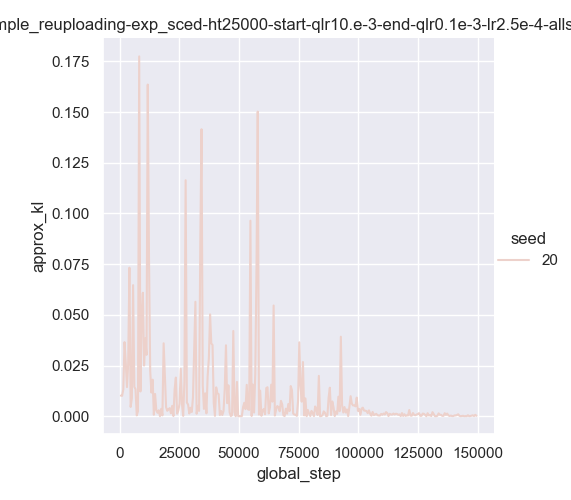 mple_reuploading-exp_sced-ht25000-start-qlr10.e-3-end-qlr0.1e-3-lr2.5e-4-alls
0.175
0.150
0.125
0.100
0.075
0.050
0.025
0.000
approx_kl
0 25000 50000 75000 100000 125000 150000
global_step
seed
20